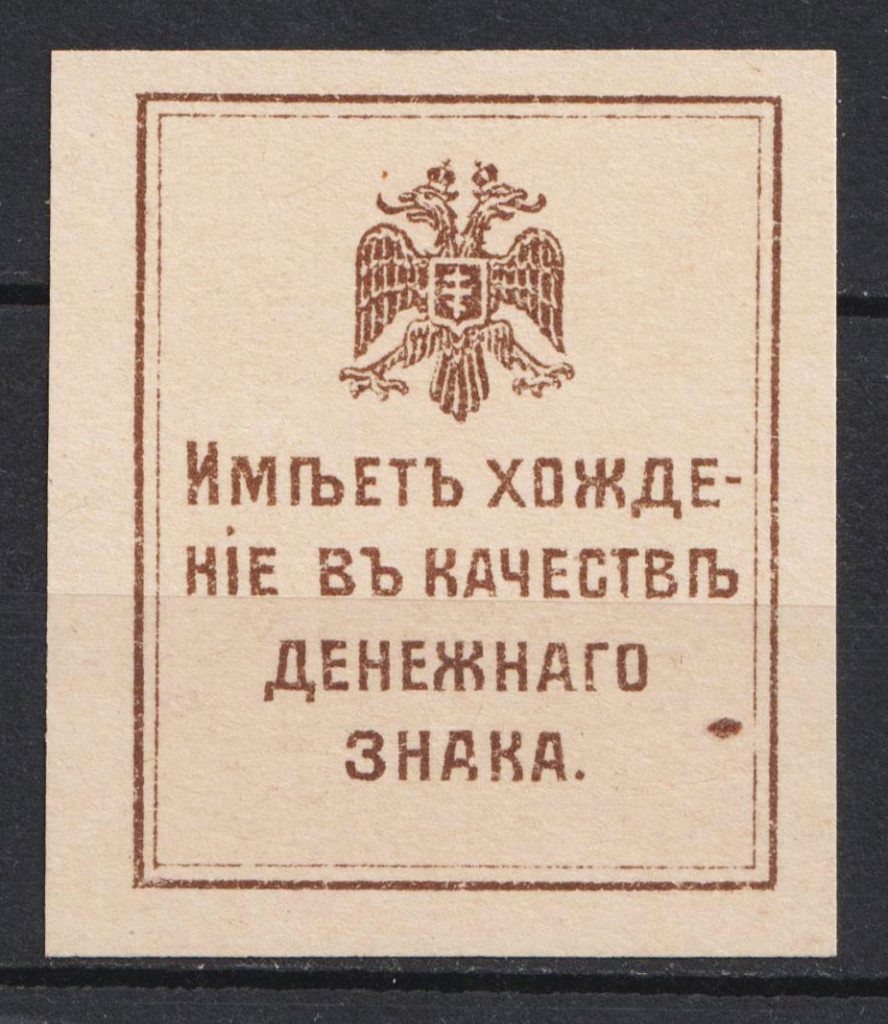 Имѣетъ хожде-
ніе въ качествѣ
денежнаго
знака.